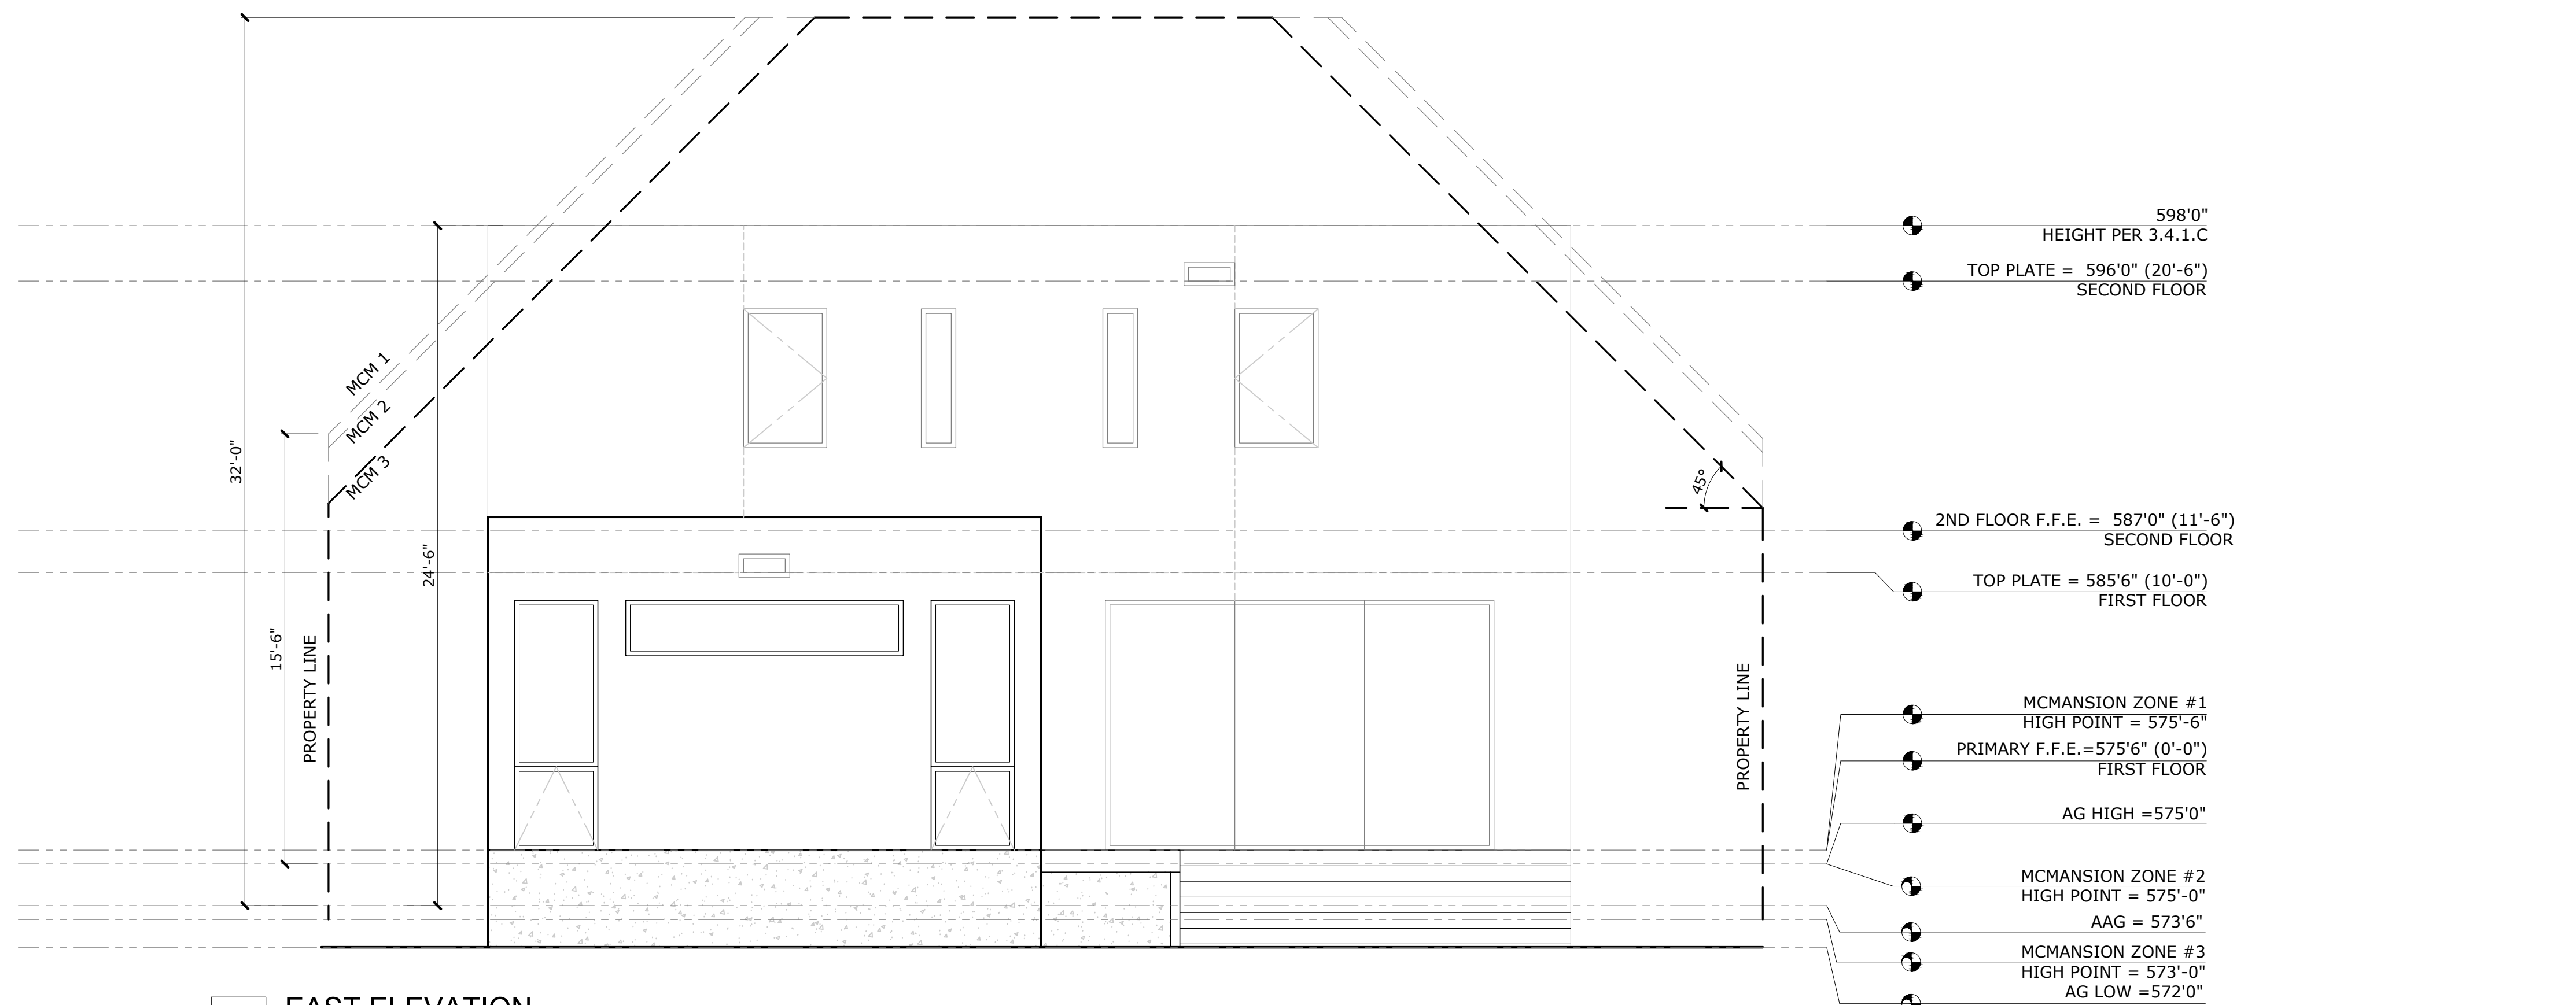 598'0"
HEIGHT PER 3.4.1.C
TOP PLATE =  596'0" (20'-6")
SECOND FLOOR
MCM 1
MCM 2
MCM 3
32'-0"
45°
2ND FLOOR F.F.E. =  587'0" (11'-6")
SECOND FLOOR
24'-6"
TOP PLATE = 585'6" (10'-0")
FIRST FLOOR
15'-6"
PROPERTY LINE
PROPERTY LINE
MCMANSION ZONE #1
HIGH POINT = 575'-6"
PRIMARY F.F.E.=575'6" (0'-0")
FIRST FLOOR
AG HIGH =575'0"
MCMANSION ZONE #2
HIGH POINT = 575'-0"
AAG = 573'6"
MCMANSION ZONE #3
HIGH POINT = 573'-0"
AG LOW =572'0"
EAST ELEVATION